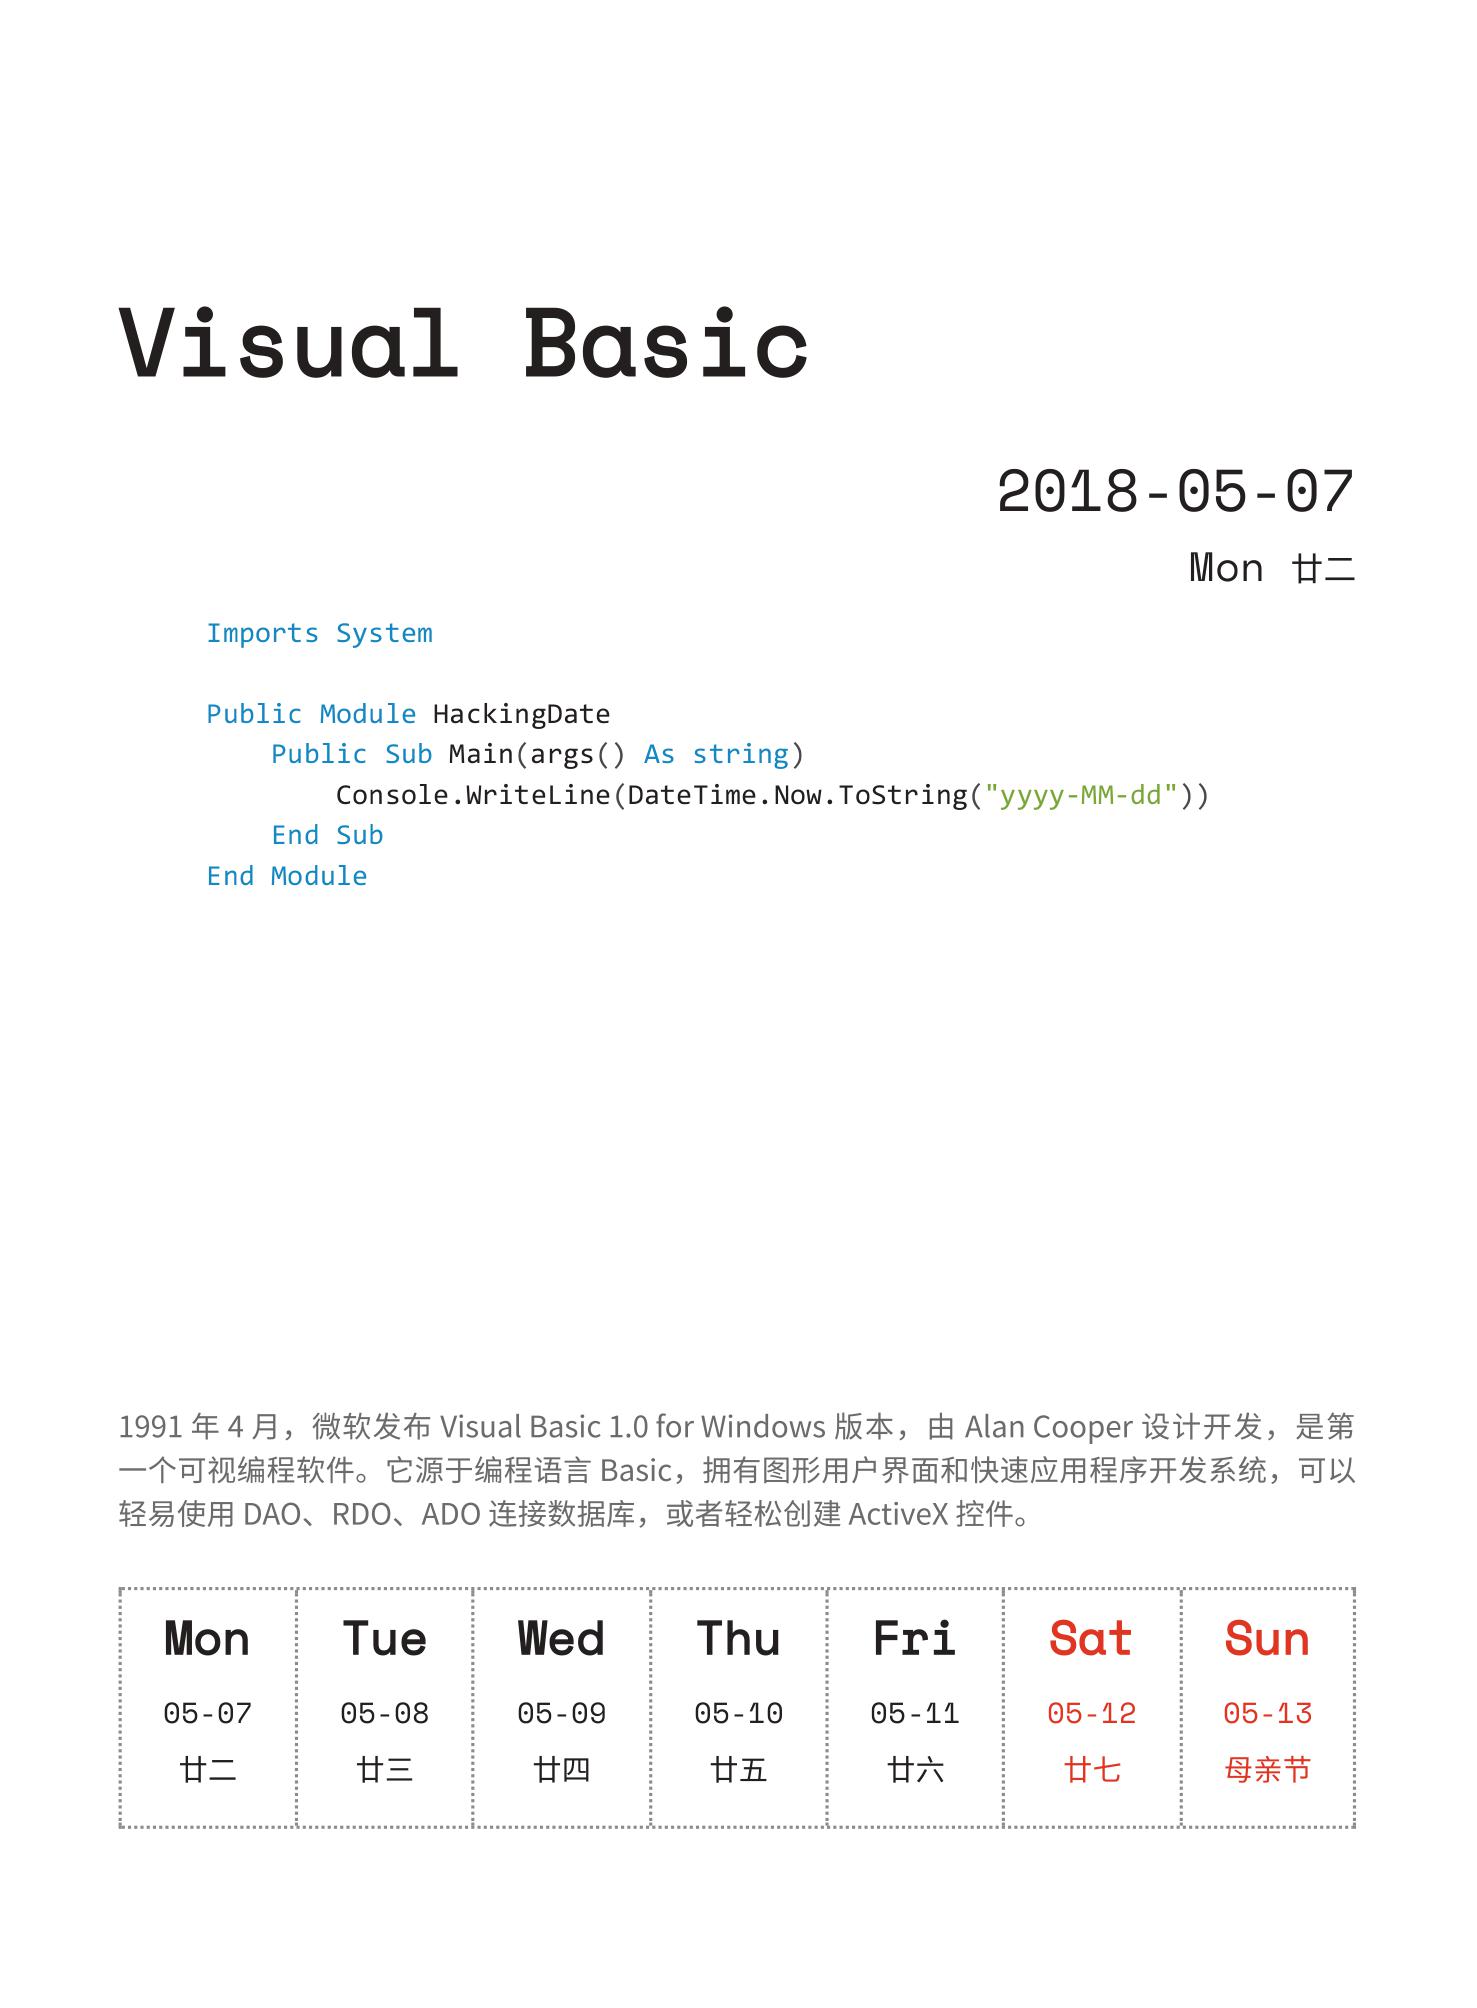 Visual Basic
2018-05-07
Mon 廿二
Imports System
Public Module HackingDate
    Public Sub Main(args() As string)
        Console.WriteLine(DateTime.Now.ToString("yyyy-MM-dd"))
    End Sub
End Module
1991 年 4 月，微软发布 Visual Basic 1.0 for Windows 版本，由 Alan Cooper 设计开发，是第
一个可视编程软件。它源于编程语言 Basic，拥有图形用户界面和快速应用程序开发系统，可以
轻易使用 DAO、RDO、ADO 连接数据库，或者轻松创建 ActiveX 控件。
Mon Tue Wed Thu Fri Sat Sun
05-07 05-08 05-09 05-10 05-11 05-12 05-13
廿二 廿三 廿四 廿五 廿六 廿七 母亲节